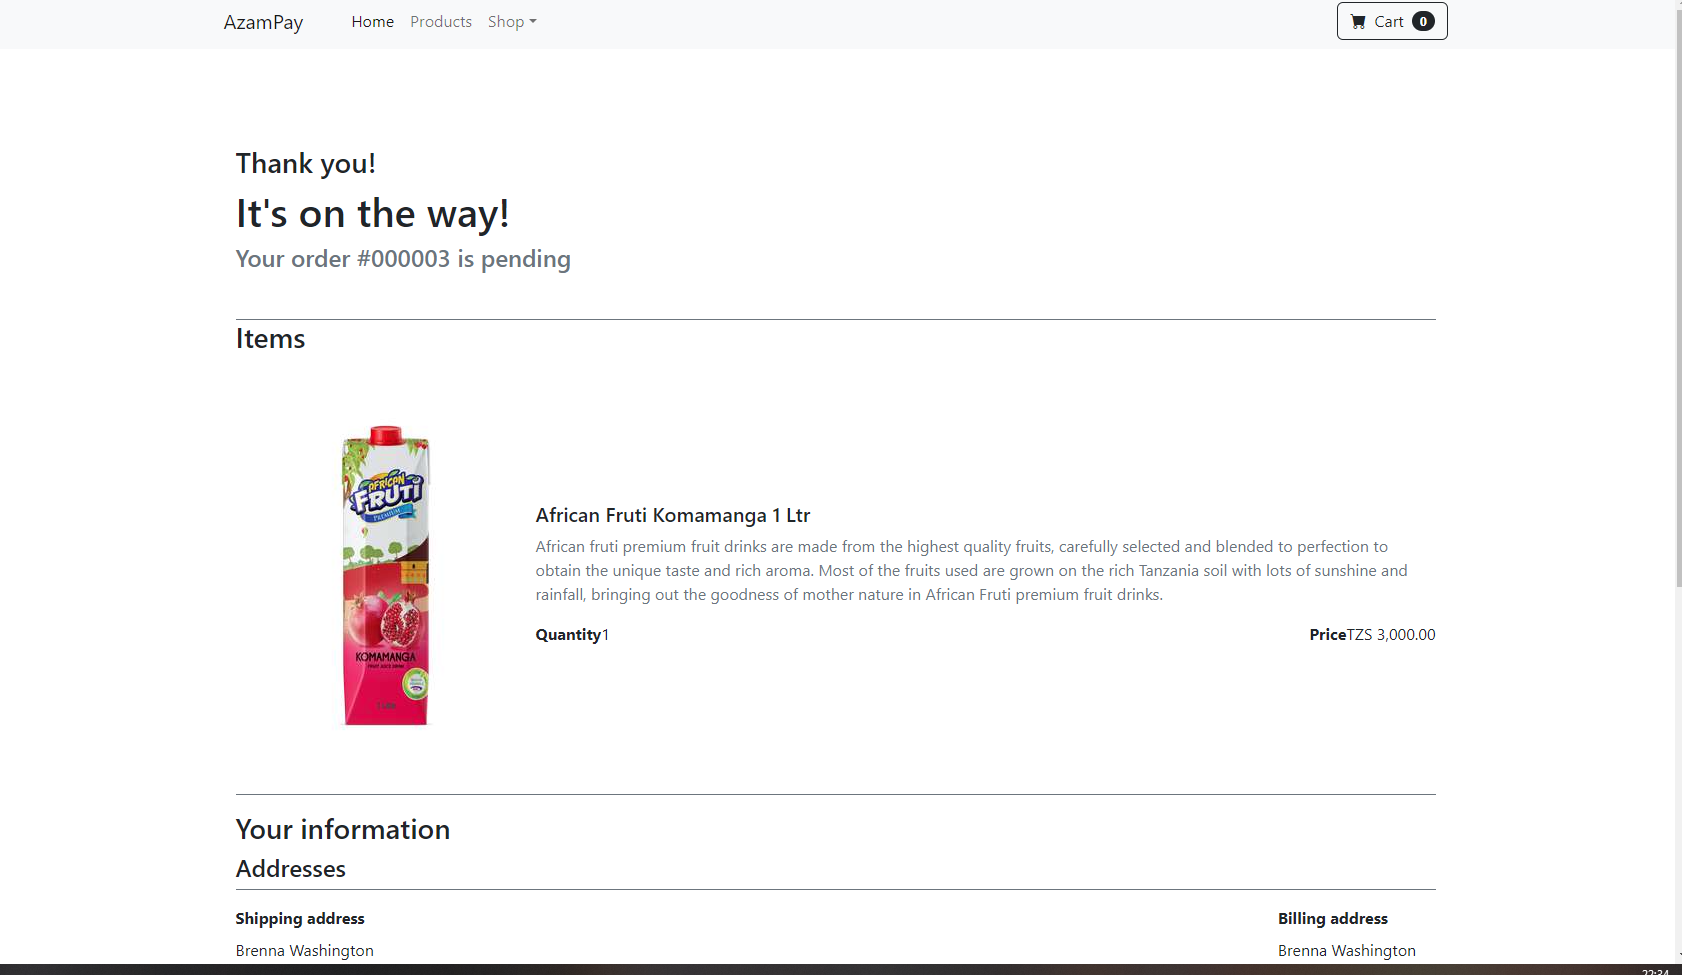 AzamPay
Home
Products
Shop
Cart 0
Thank you!
It's on the way!
Your order #000003 is pending
Items
AFRICAN
FRUTI
PREMIUM
KOMAMANGA
FRUIT JUICE DRINK
African Fruti Komamanga 1 Ltr
African fruti premium fruit drinks are made from the highest quality fruits, carefully selected and blended to perfection to
obtain the unique taste and rich aroma. Most of the fruits used are grown on the rich Tanzania soil with lots of sunshine and
rainfall, bringing out the goodness of mother nature in African Fruti premium fruit drinks.
Quantity1
PriceTZS 3,000.00
Your information
Addresses
Shipping address
Brenna Washington
Billing address
Brenna Washington
22:34